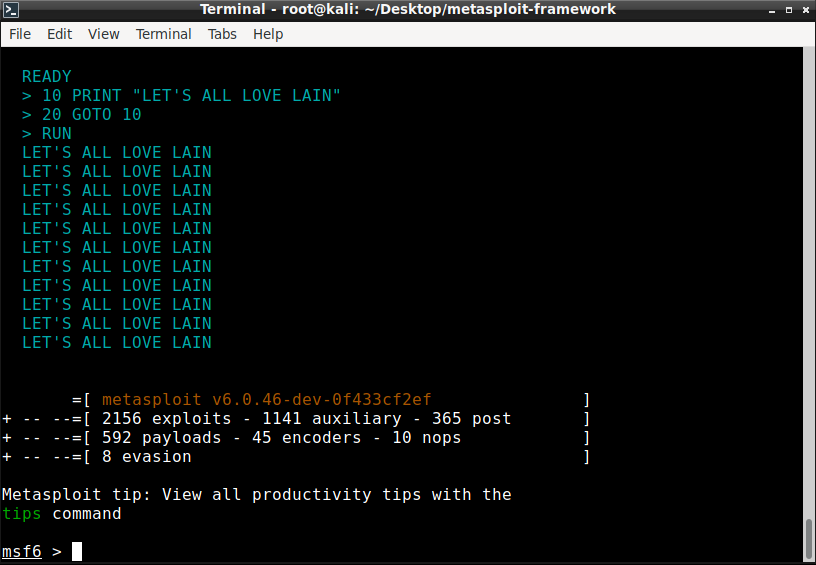 Terminal - root@kali: ~/Desktop/metasploit-framework
File Edit View Terminal Tabs Help
READY
> 10 PRINT "LET'S ALL LOVE LAIN"
> 20 GOTO 10
> RUN
LET'S ALL LOVE LAIN
LET'S ALL LOVE LAIN
LET'S ALL LOVE LAIN
LET'S ALL LOVE LAIN
LET'S ALL LOVE LAIN
LET'S ALL LOVE LAIN
LET'S ALL LOVE LAIN
LET'S ALL LOVE LAIN
LET'S ALL LOVE LAIN
LET'S ALL LOVE LAIN
LET'S ALL LOVE LAIN
=[ metasploit v6.0.46-dev-0f433cf2ef ]
+ -- --=[ 2156 exploits - 1141 auxiliary - 365 post ]
+ -- --=[ 592 payloads - 45 encoders - 10 nops ]
+ -- --=[ 8 evasion ]
Metasploit tip: View all productivity tips with the
tips command
msf6 >